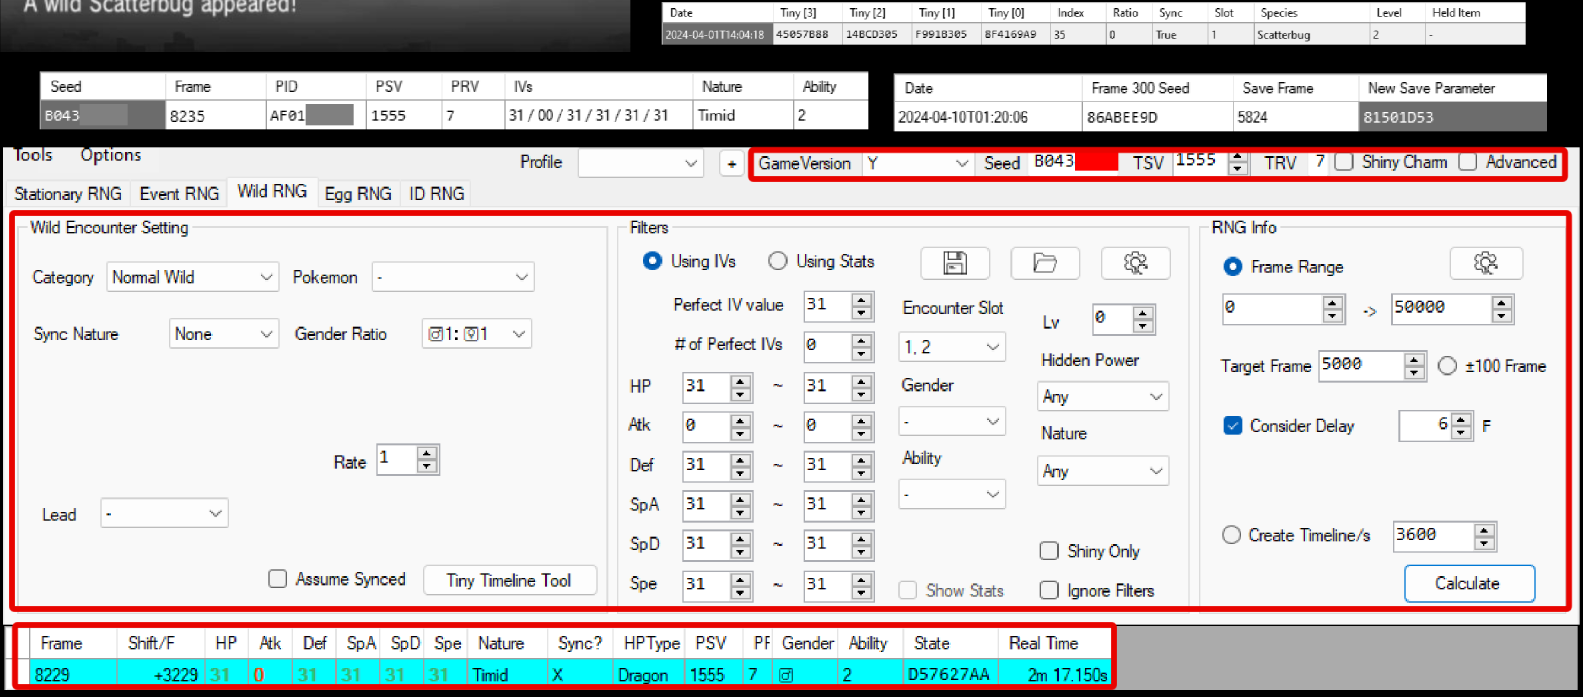 A wild Scatterbug appeared!
Date Tiny [3] Tiny [2] Tiny [1] Tiny [0] Index Ratio Sync Slot Species Level Held Item
2024-04-01T14:04:18 45057B88 14BCD305 F991B305 8F4169A9 35 0 True 1 Scatterbug 2 -
Seed Frame PID PSV PRV IVs Nature Ability
B043 8235 AF01 1555 7 31 / 00 / 31 / 31 / 31 / 31 Timid 2
Date Frame 300 Seed Save Frame New Save Parameter
2024-04-10T01:20:06 86ABEE9D 5824 81501D53
Tools Options
Profile + GameVersion Y Seed B043 TSV 1555 TRV 7 Shiny Charm Advanced
Stationary RNG Event RNG Wild RNG Egg RNG ID RNG
Wild Encounter Setting
Category Normal Wild Pokemon -
Sync Nature None Gender Ratio ♂1: ♀1
Rate 1
Lead -
Assume Synced Tiny Timeline Tool
Filters
Using IVs Using Stats
Perfect IV value 31
# of Perfect IVs 0
HP 31 ~ 31
Atk 0 ~ 0
Def 31 ~ 31
SpA 31 ~ 31
SpD 31 ~ 31
Spe 31 ~ 31
Encounter Slot
1, 2
Gender
-
Ability
-
Show Stats
Lv 0
Hidden Power
Any
Nature
Any
Shiny Only
Ignore Filters
RNG Info
Frame Range
0 -> 50000
Target Frame 5000 ±100 Frame
Consider Delay 6 F
Create Timeline/s 3600
Calculate
Frame Shift/F HP Atk Def SpA SpD Spe Nature Sync? HPType PSV PF Gender Ability State Real Time
8229 +3229 31 0 31 31 31 31 Timid X Dragon 1555 7 ♂ 2 D57627AA 2m 17.150s